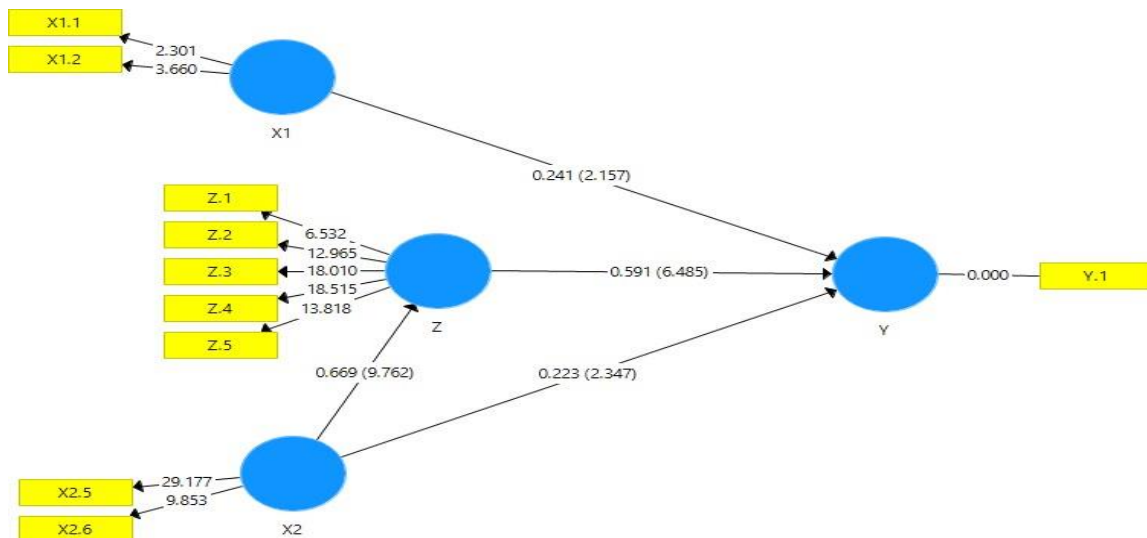 X1.1
2.301
X1.2
3.660
X1
0.241 (2.157)
Z.1
6.532
Z.2
12.965
Z.3
18.010
Z.4
18.515
Z.5
13.818
Z
0.591 (6.485)
Y
0.000
Y.1
0.669 (9.762)
0.223 (2.347)
X2.5
29.177
X2.6
9.853
X2